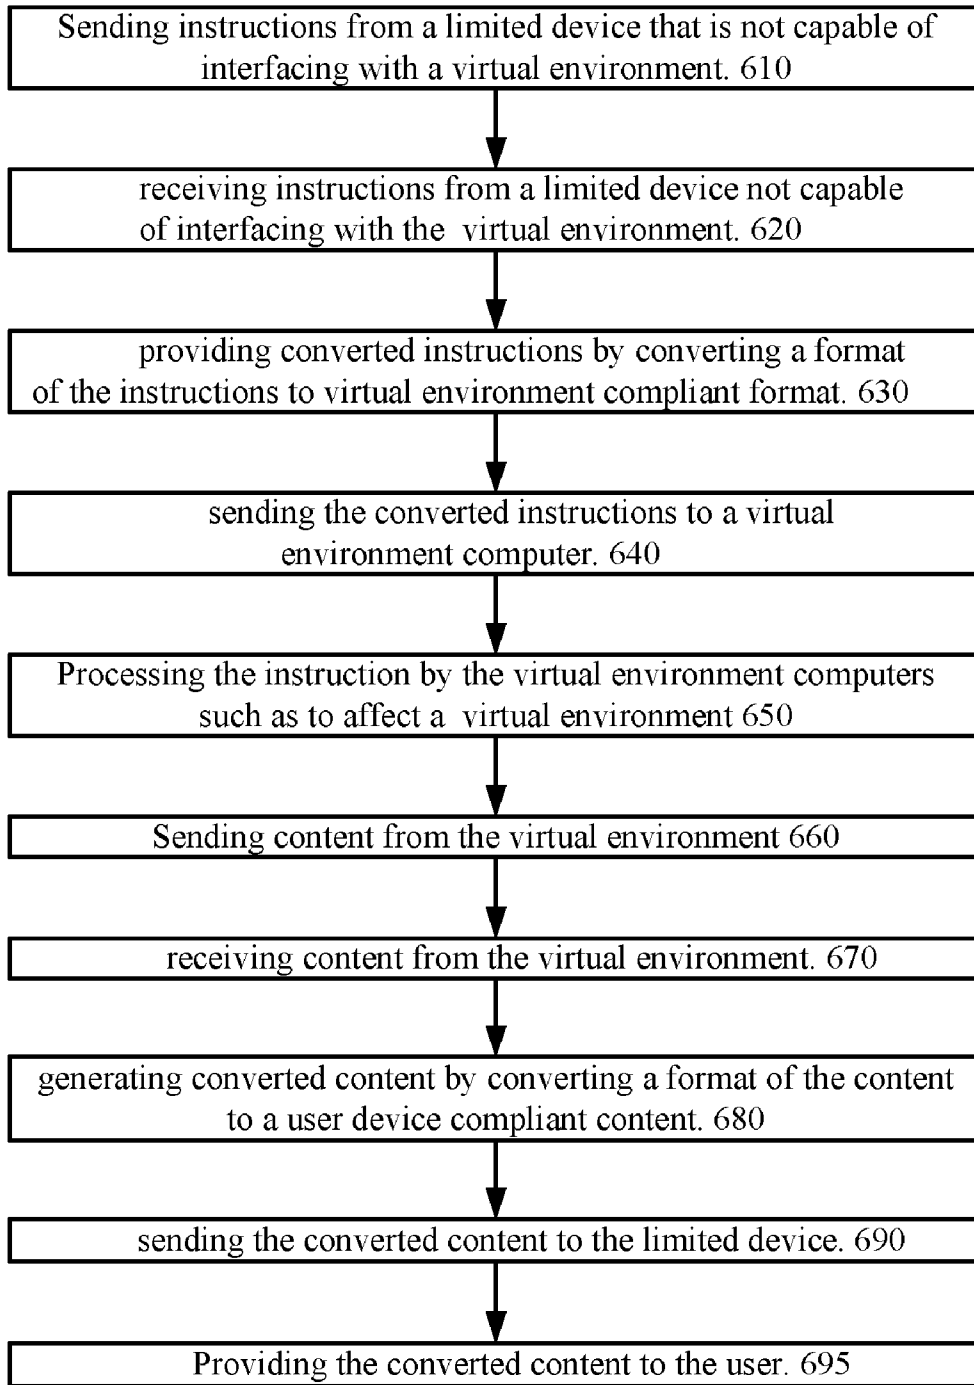 Sending instructions from a limited device that is not capable of
interfacing with a virtual environment. 610
receiving instructions from a limited device not capable
of interfacing with the virtual environment. 620
providing converted instructions by converting a format
of the instructions to virtual environment compliant format. 630
sending the converted instructions to a virtual
environment computer. 640
Processing the instruction by the virtual environment computers
such as to affect a virtual environment 650
Sending content from the virtual environment 660
receiving content from the virtual environment. 670
generating converted content by converting a format of the content
to a user device compliant content. 680
sending the converted content to the limited device. 690
Providing the converted content to the user. 695